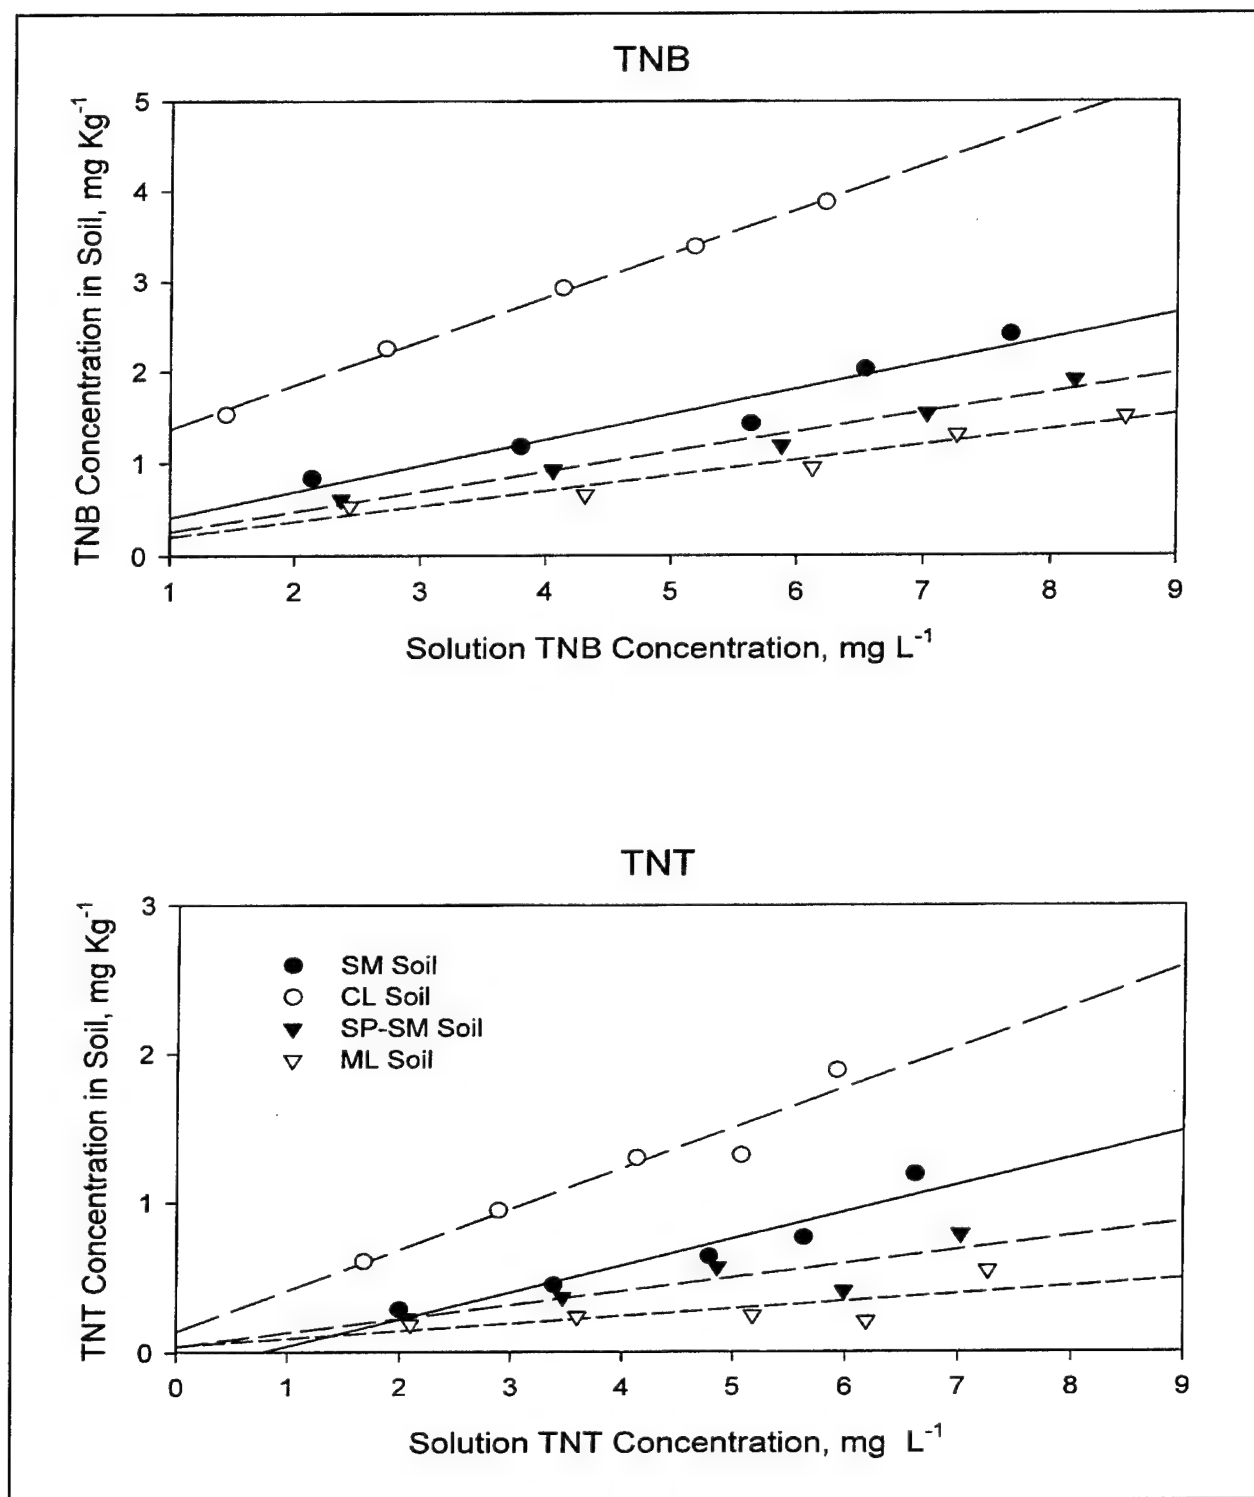 TNB
TNB Concentration in Soil, mg Kg⁻¹
5
4
3
2
1
0
1 2 3 4 5 6 7 8 9
Solution TNB Concentration, mg L⁻¹
TNT
TNT Concentration in Soil, mg Kg⁻¹
3
2
1
0
SM Soil
CL Soil
SP-SM Soil
ML Soil
0 1 2 3 4 5 6 7 8 9
Solution TNT Concentration, mg L⁻¹